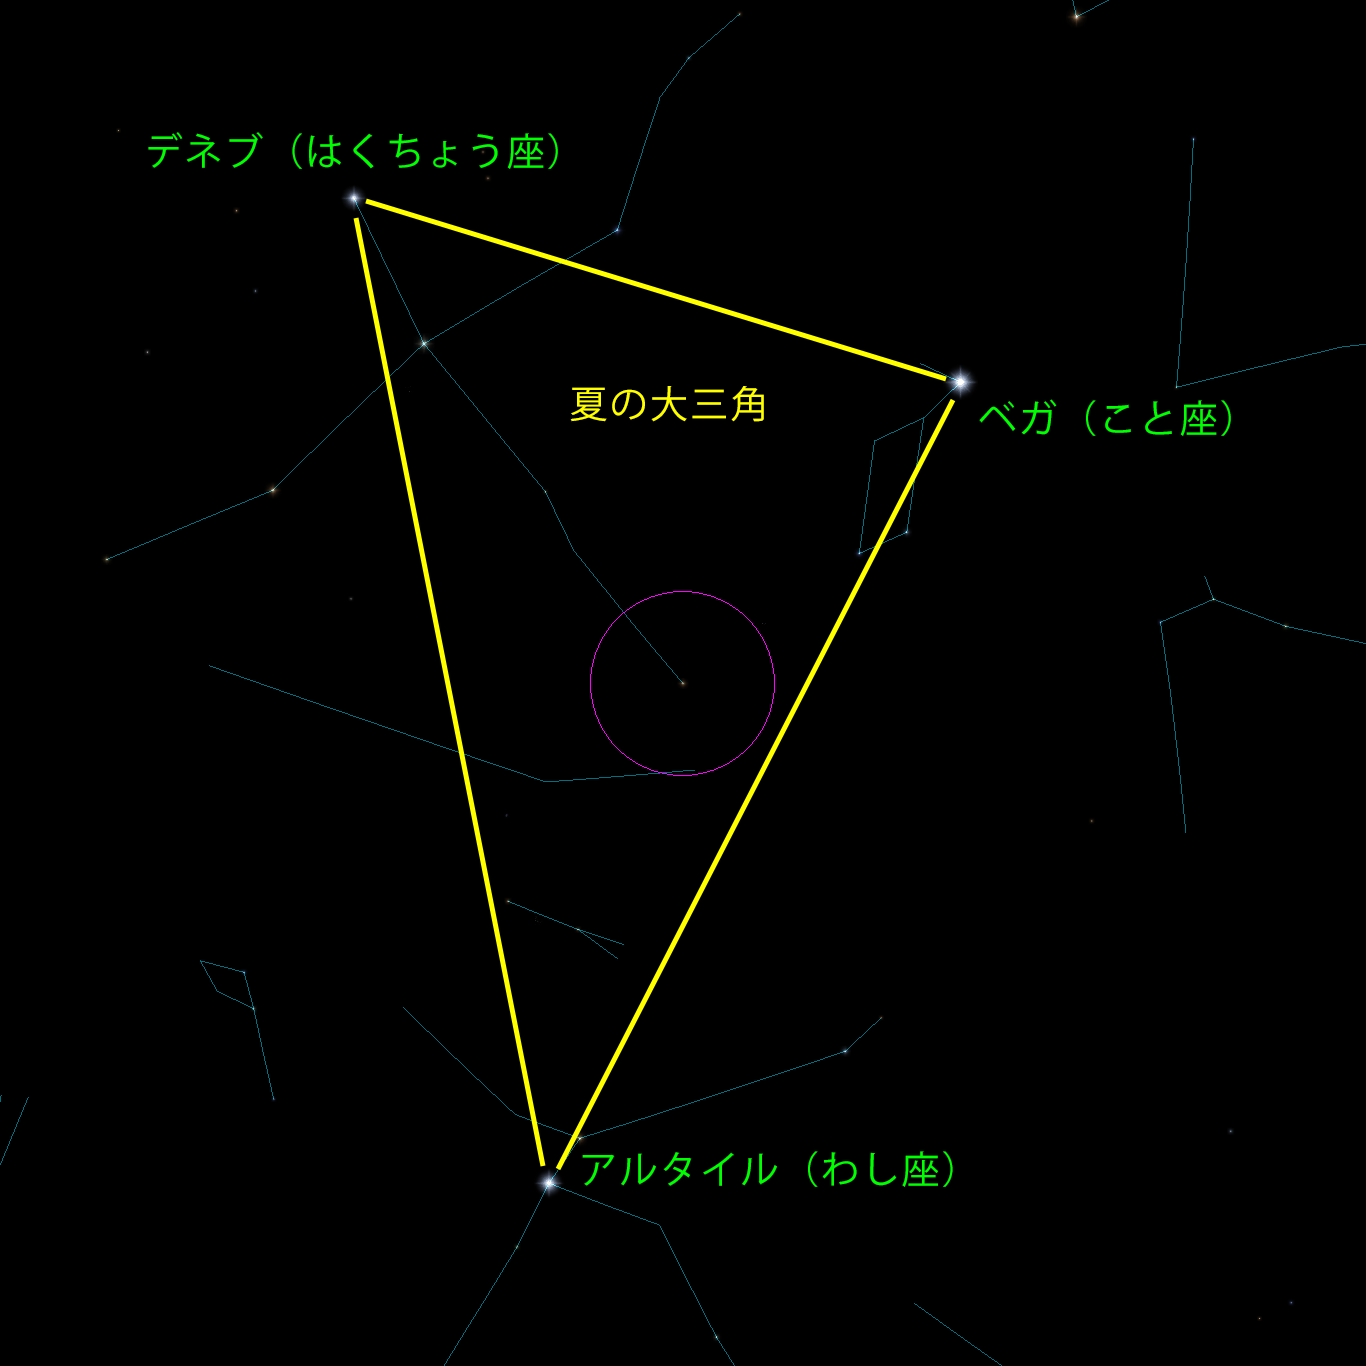 デネブ（はくちょう座）
夏の大三角
ベガ（こと座）
アルタイル（わし座）